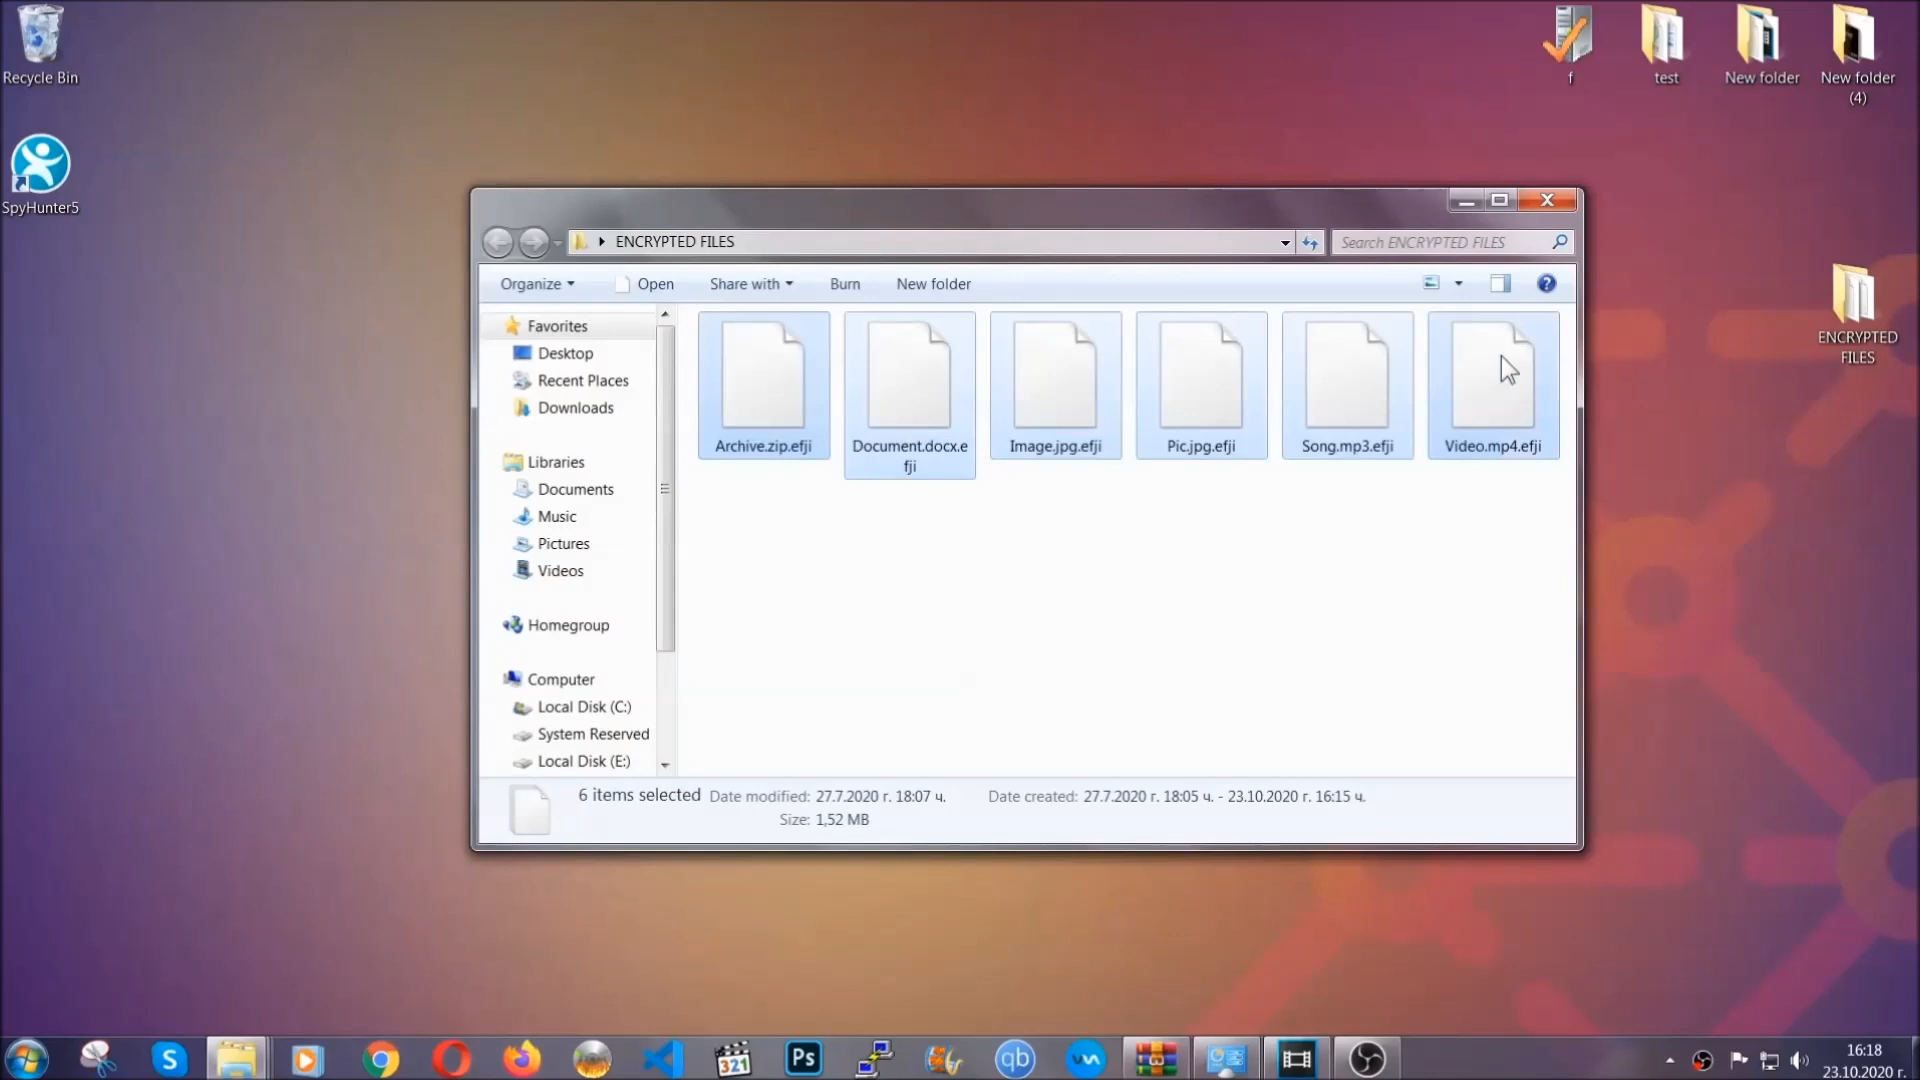 Recycle Bin
SpyHunter5
f
test
New folder
New folder
(4)
ENCRYPTED
FILES
ENCRYPTED FILES
Search ENCRYPTED FILES
Organize
Open
Share with
Burn
New folder
Favorites
Desktop
Recent Places
Downloads
Libraries
Documents
Music
Pictures
Videos
Homegroup
Computer
Local Disk (C:)
System Reserved
Local Disk (E:)
Archive.zip.efji
Document.docx.e
fji
Image.jpg.efji
Pic.jpg.efji
Song.mp3.efji
Video.mp4.efji
6 items selected
Date modified: 27.7.2020 г. 18:07 ч.
Date created: 27.7.2020 г. 18:05 ч. - 23.10.2020 г. 16:15 ч.
Size: 1,52 MB
S
321
Ps
qb
16:18
23.10.2020 г.